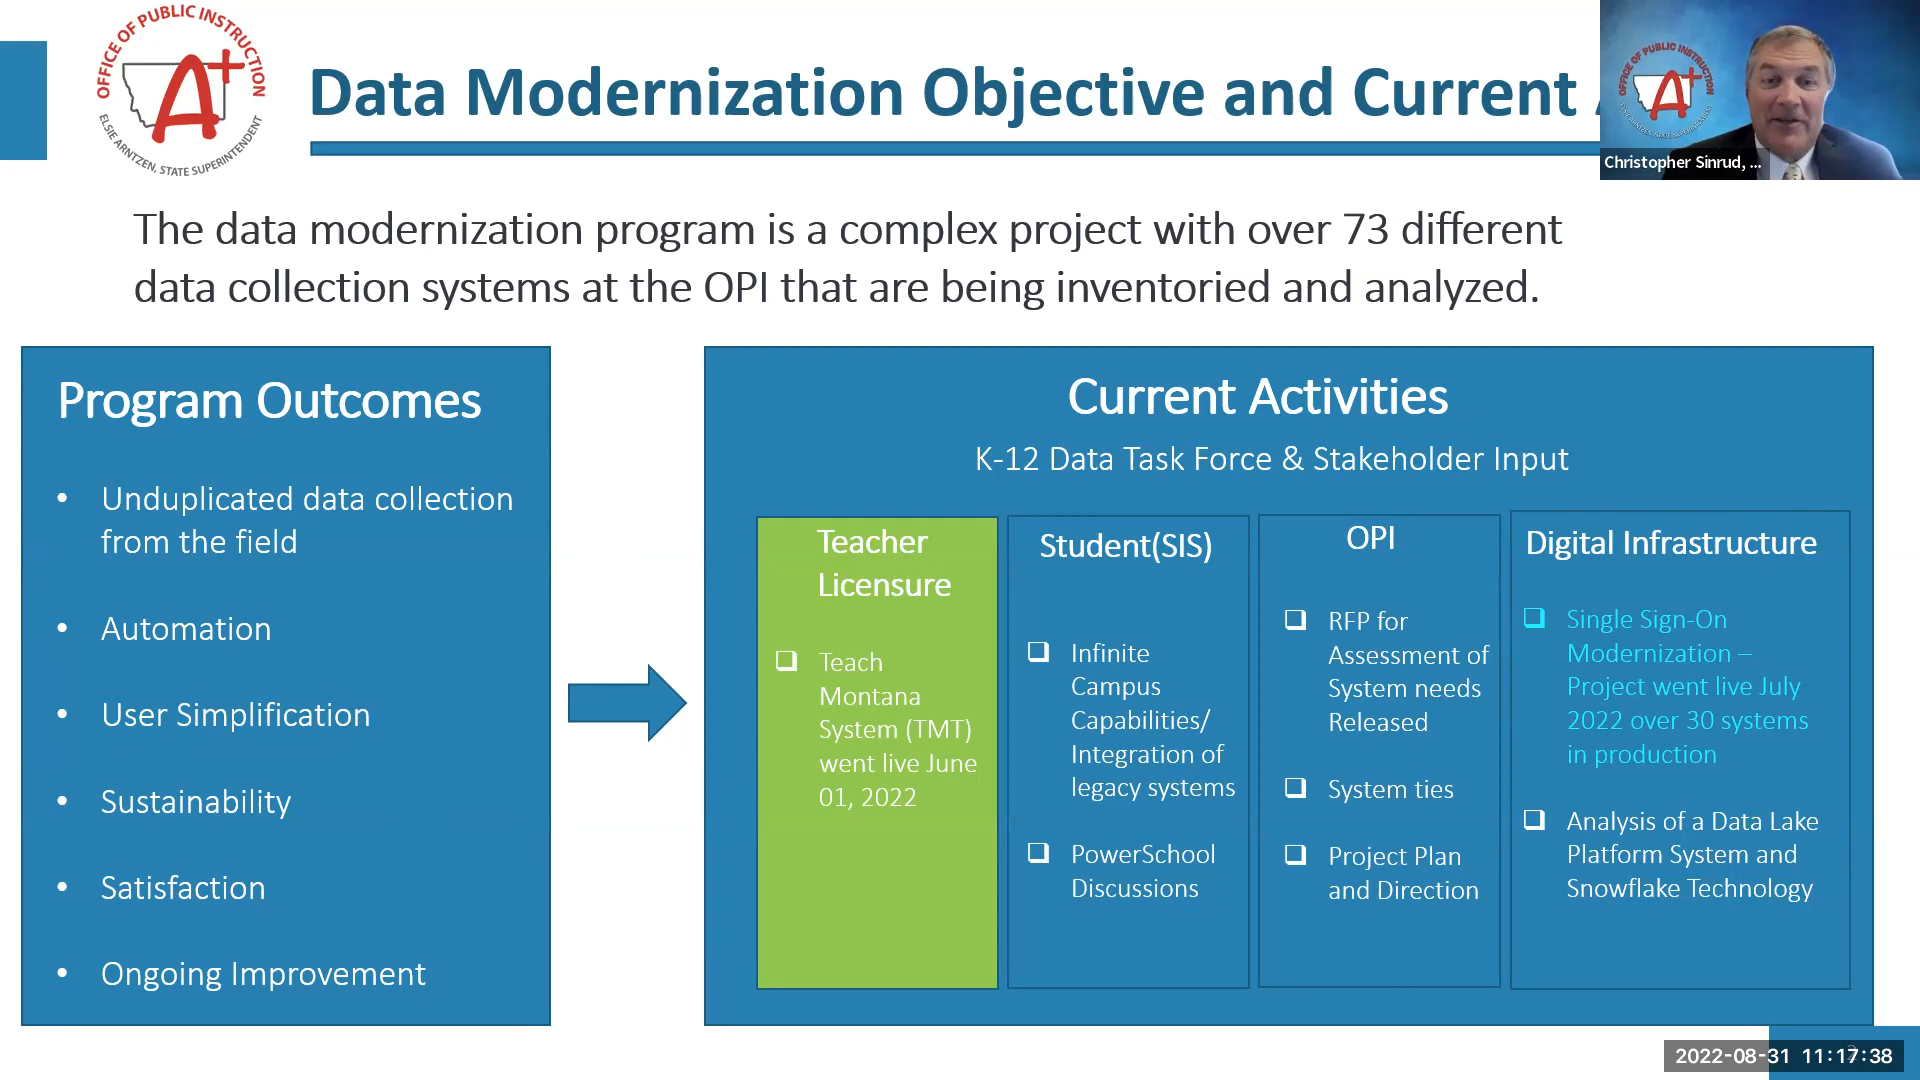 OFFICE OF PUBLIC INSTRUCTION
A+
ELSIE ARNTZEN, STATE SUPERINTENDENT
Data Modernization Objective and Current
OFFICE OF PUBLIC INSTRUCTION
A+
Christopher Sinrud, ...
The data modernization program is a complex project with over 73 different
data collection systems at the OPI that are being inventoried and analyzed.
Program Outcomes
• Unduplicated data collection
from the field
• Automation
• User Simplification
• Sustainability
• Satisfaction
• Ongoing Improvement
Current Activities
K-12 Data Task Force & Stakeholder Input
Teacher
Licensure
❑ Teach
Montana
System (TMT)
went live June
01, 2022
Student(SIS)
❑ Infinite
Campus
Capabilities/
Integration of
legacy systems
❑ PowerSchool
Discussions
OPI
❑ RFP for
Assessment of
System needs
Released
❑ System ties
❑ Project Plan
and Direction
Digital Infrastructure
❑ Single Sign-On
Modernization –
Project went live July
2022 over 30 systems
in production
❑ Analysis of a Data Lake
Platform System and
Snowflake Technology
2022-08-31 11:17:38